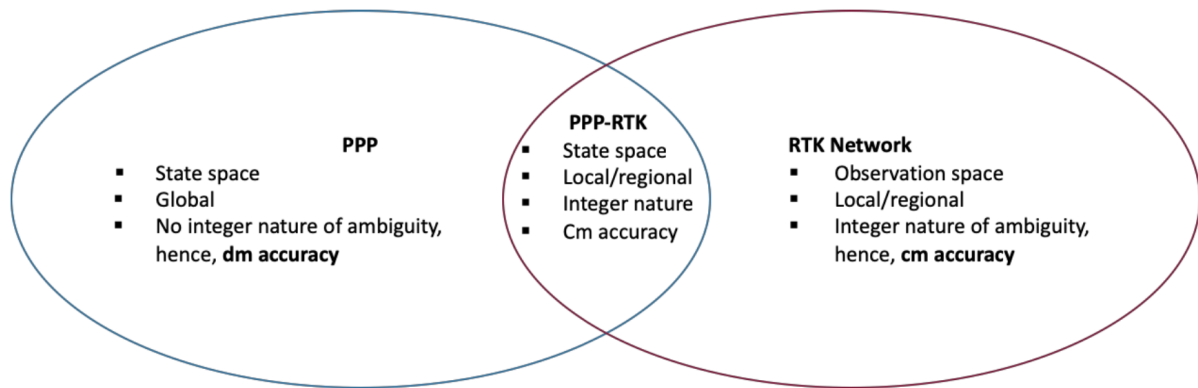 PPP
▪ State space
▪ Global
▪ No integer nature of ambiguity,
hence, dm accuracy
PPP-RTK
▪ State space
▪ Local/regional
▪ Integer nature
▪ Cm accuracy
RTK Network
▪ Observation space
▪ Local/regional
▪ Integer nature of ambiguity,
hence, cm accuracy